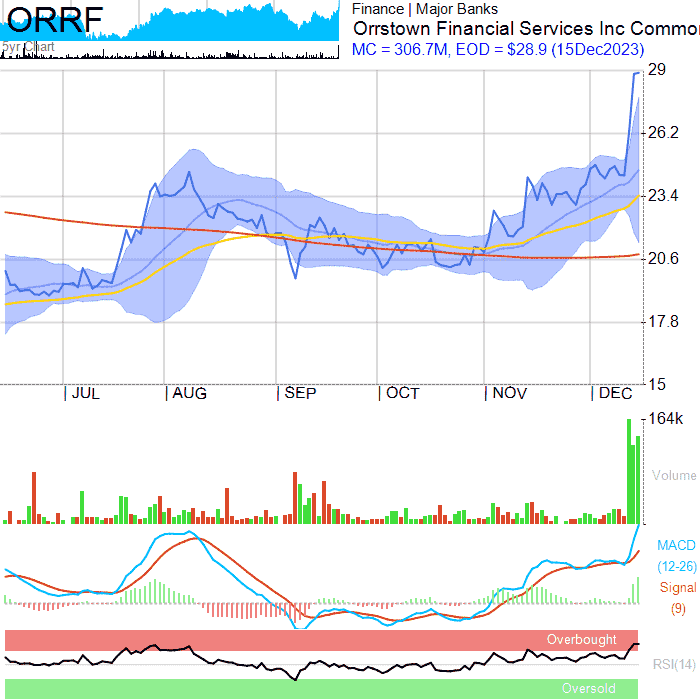 ORRF
5yr Chart
Finance | Major Banks
Orrstown Financial Services Inc Common
MC = 306.7M, EOD = $28.9 (15Dec2023)
29
26.2
23.4
20.6
17.8
15
JUL AUG SEP OCT NOV DEC
164k
Volume
MACD
(12-26)
Signal
(9)
Overbought
RSI(14)
Oversold